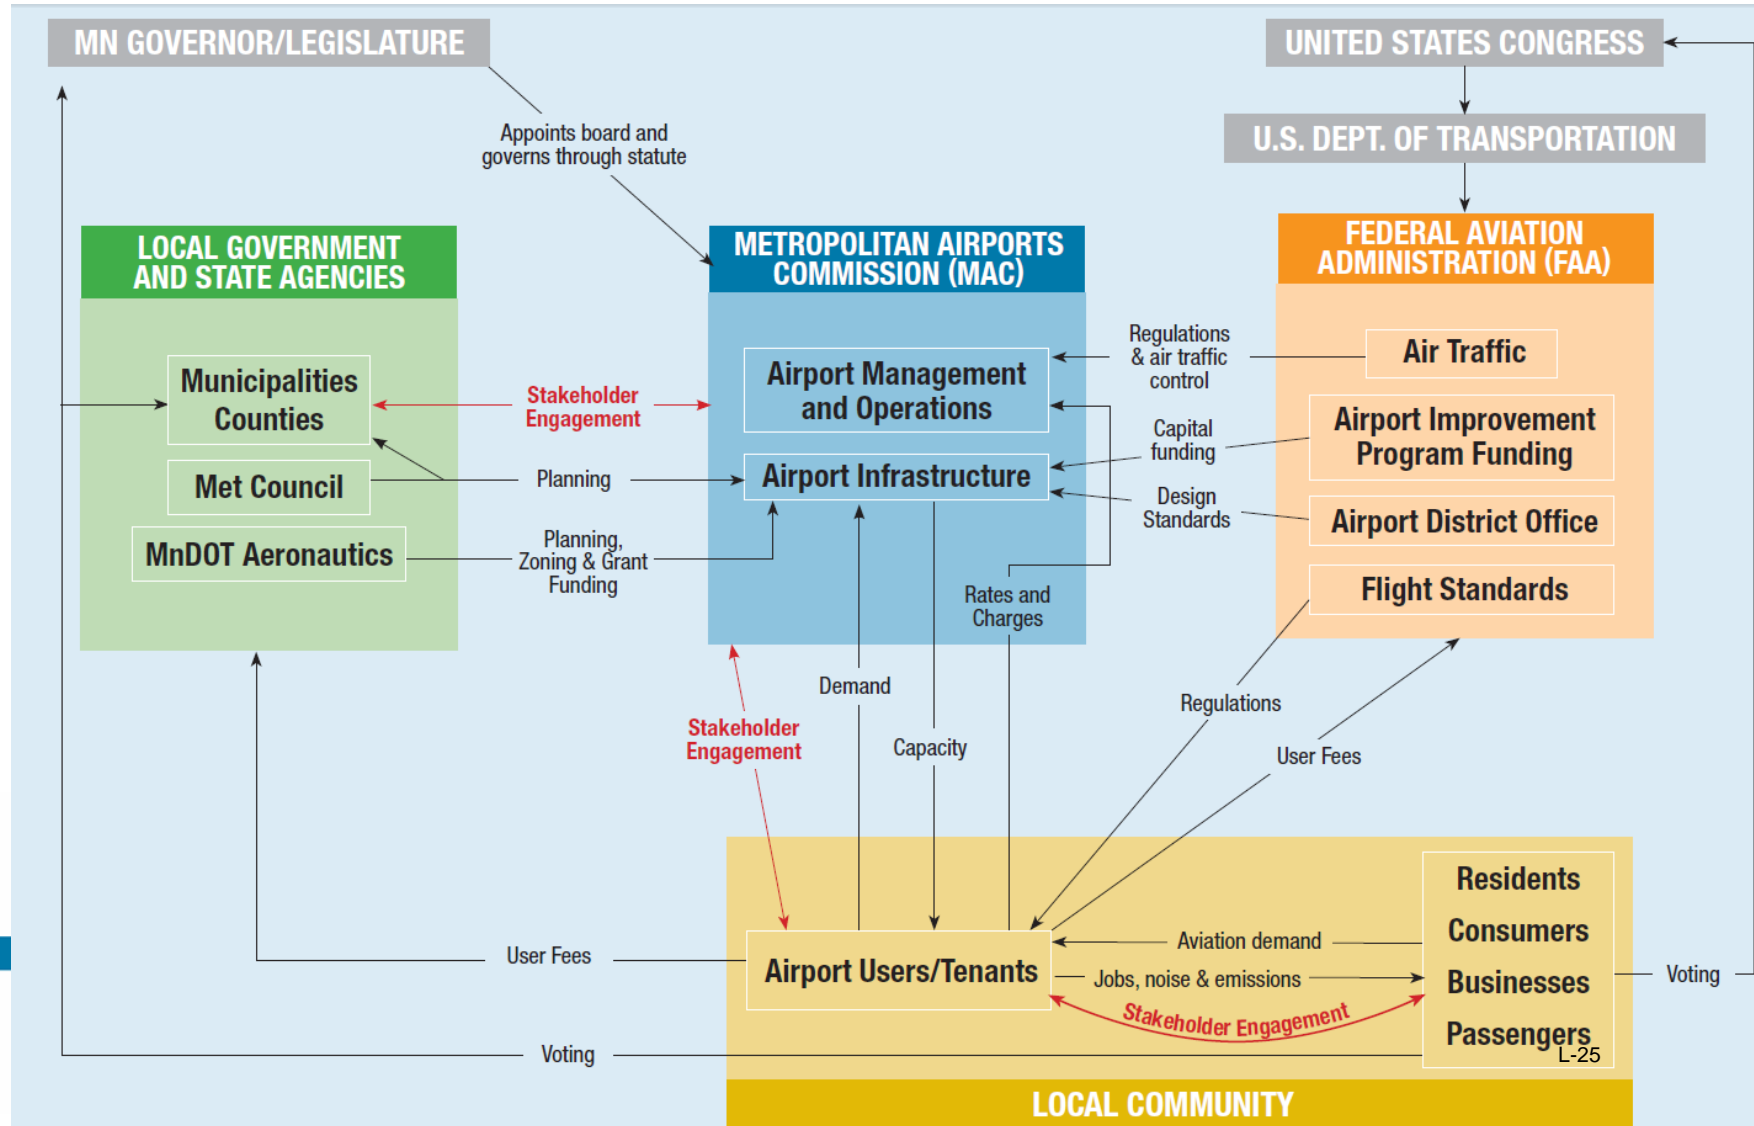 MN GOVERNOR/LEGISLATURE
UNITED STATES CONGRESS
Appoints board and
governs through statute
U.S. DEPT. OF TRANSPORTATION
LOCAL GOVERNMENT
AND STATE AGENCIES
METROPOLITAN AIRPORTS
COMMISSION (MAC)
FEDERAL AVIATION
ADMINISTRATION (FAA)
Municipalities
Counties
Met Council
MnDOT Aeronautics
Stakeholder
Engagement
Planning
Planning,
Zoning & Grant
Funding
Airport Management
and Operations
Airport Infrastructure
Regulations
& air traffic
control
Capital
funding
Design
Standards
Air Traffic
Airport Improvement
Program Funding
Airport District Office
Flight Standards
Rates and
Charges
Demand
Capacity
Stakeholder
Engagement
Regulations
User Fees
User Fees
Airport Users/Tenants
Aviation demand
Jobs, noise & emissions
Stakeholder Engagement
Residents
Consumers
Businesses
Passengers
L-25
Voting
Voting
LOCAL COMMUNITY